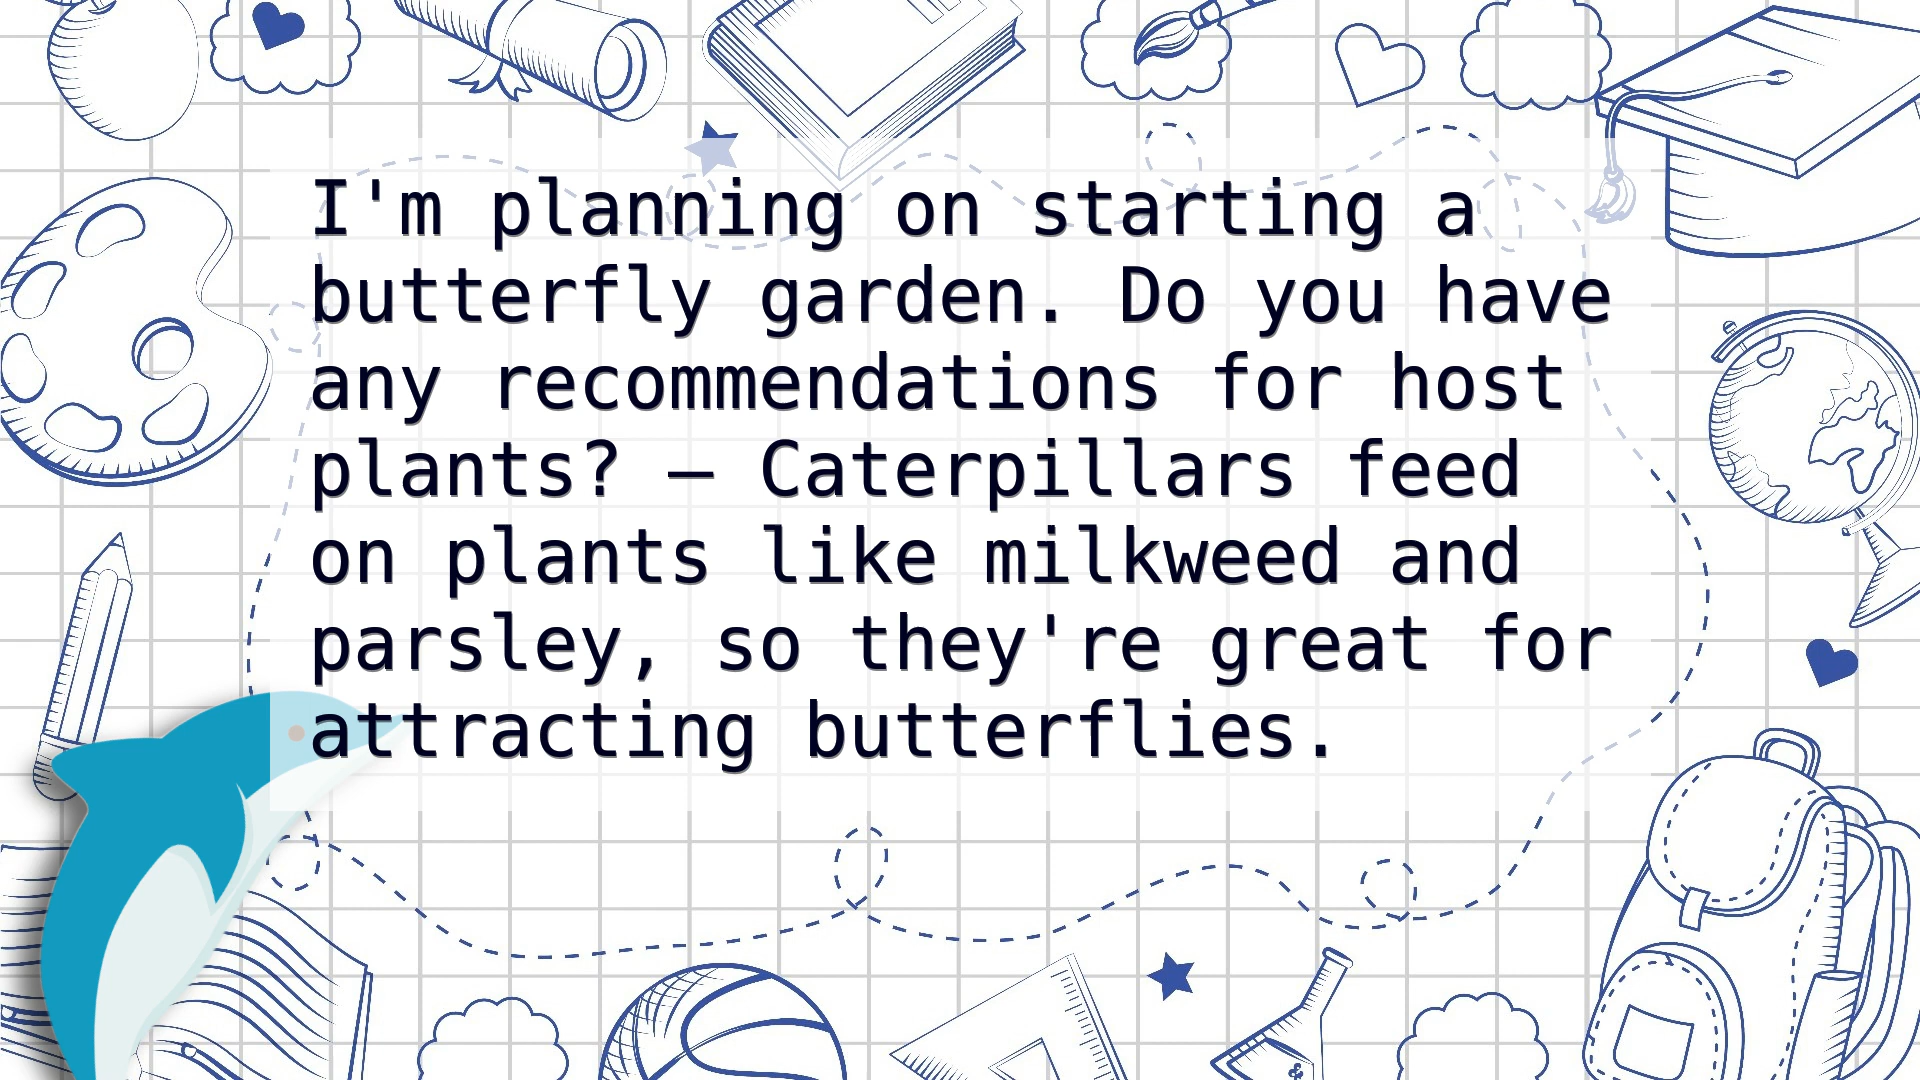 I'm planning on starting a
butterfly garden. Do you have
any recommendations for host
plants? – Caterpillars feed
on plants like milkweed and
parsley, so they're great for
attracting butterflies.